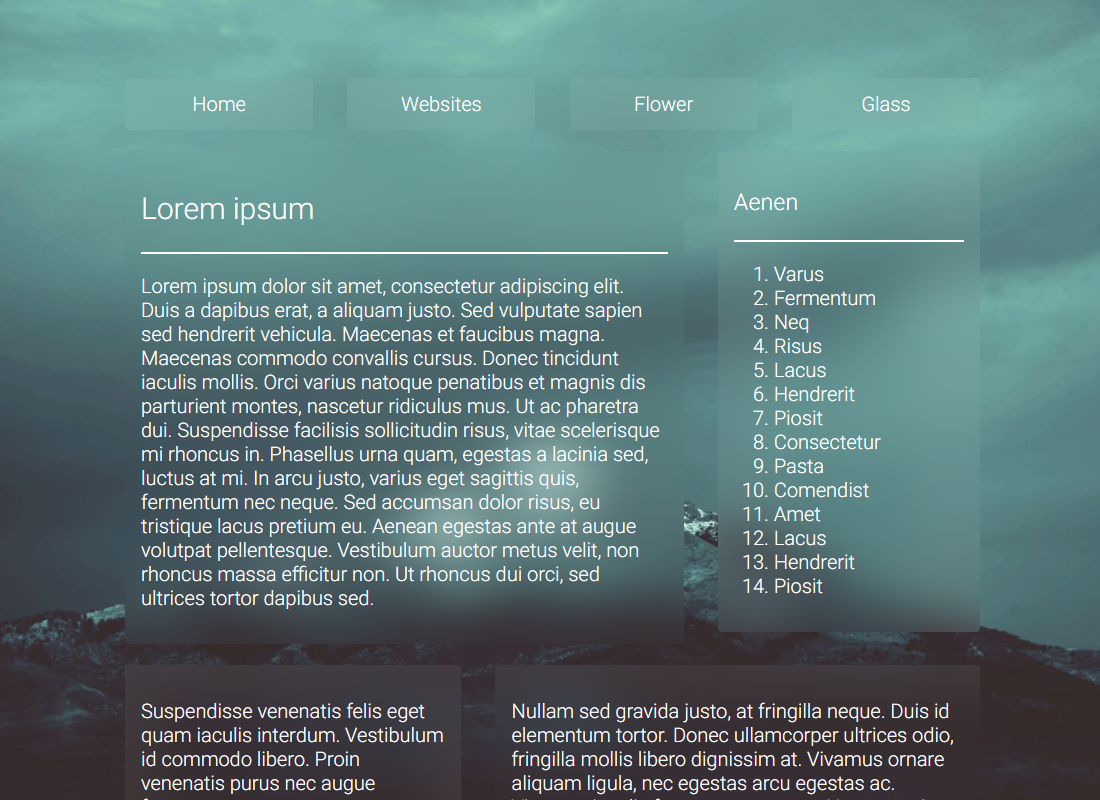 Home
Websites
Flower
Glass
Lorem ipsum
Lorem ipsum dolor sit amet, consectetur adipiscing elit.
Duis a dapibus erat, a aliquam justo. Sed vulputate sapien
sed hendrerit vehicula. Maecenas et faucibus magna.
Maecenas commodo convallis cursus. Donec tincidunt
iaculis mollis. Orci varius natoque penatibus et magnis dis
parturient montes, nascetur ridiculus mus. Ut ac pharetra
dui. Suspendisse facilisis sollicitudin risus, vitae scelerisque
mi rhoncus in. Phasellus urna quam, egestas a lacinia sed,
luctus at mi. In arcu justo, varius eget sagittis quis,
fermentum nec neque. Sed accumsan dolor risus, eu
tristique lacus pretium eu. Aenean egestas ante at augue
volutpat pellentesque. Vestibulum auctor metus velit, non
rhoncus massa efficitur non. Ut rhoncus dui orci, sed
ultrices tortor dapibus sed.
Aenen
1. Varus
2. Fermentum
3. Neq
4. Risus
5. Lacus
6. Hendrerit
7. Piosit
8. Consectetur
9. Pasta
10. Comendist
11. Amet
12. Lacus
13. Hendrerit
14. Piosit
Suspendisse venenatis felis eget
quam iaculis interdum. Vestibulum
id commodo libero. Proin
venenatis purus nec augue
Nullam sed gravida justo, at fringilla neque. Duis id
elementum tortor. Donec ullamcorper ultrices odio,
fringilla mollis libero dignissim at. Vivamus ornare
aliquam ligula, nec egestas arcu egestas ac.